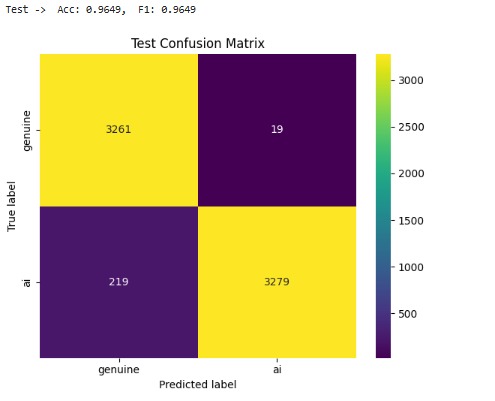 Test ->  Acc: 0.9649,  F1: 0.9649
Test Confusion Matrix
genuine
3261
19
ai
219
3279
True label
genuine
ai
Predicted label
3000
2500
2000
1500
1000
500